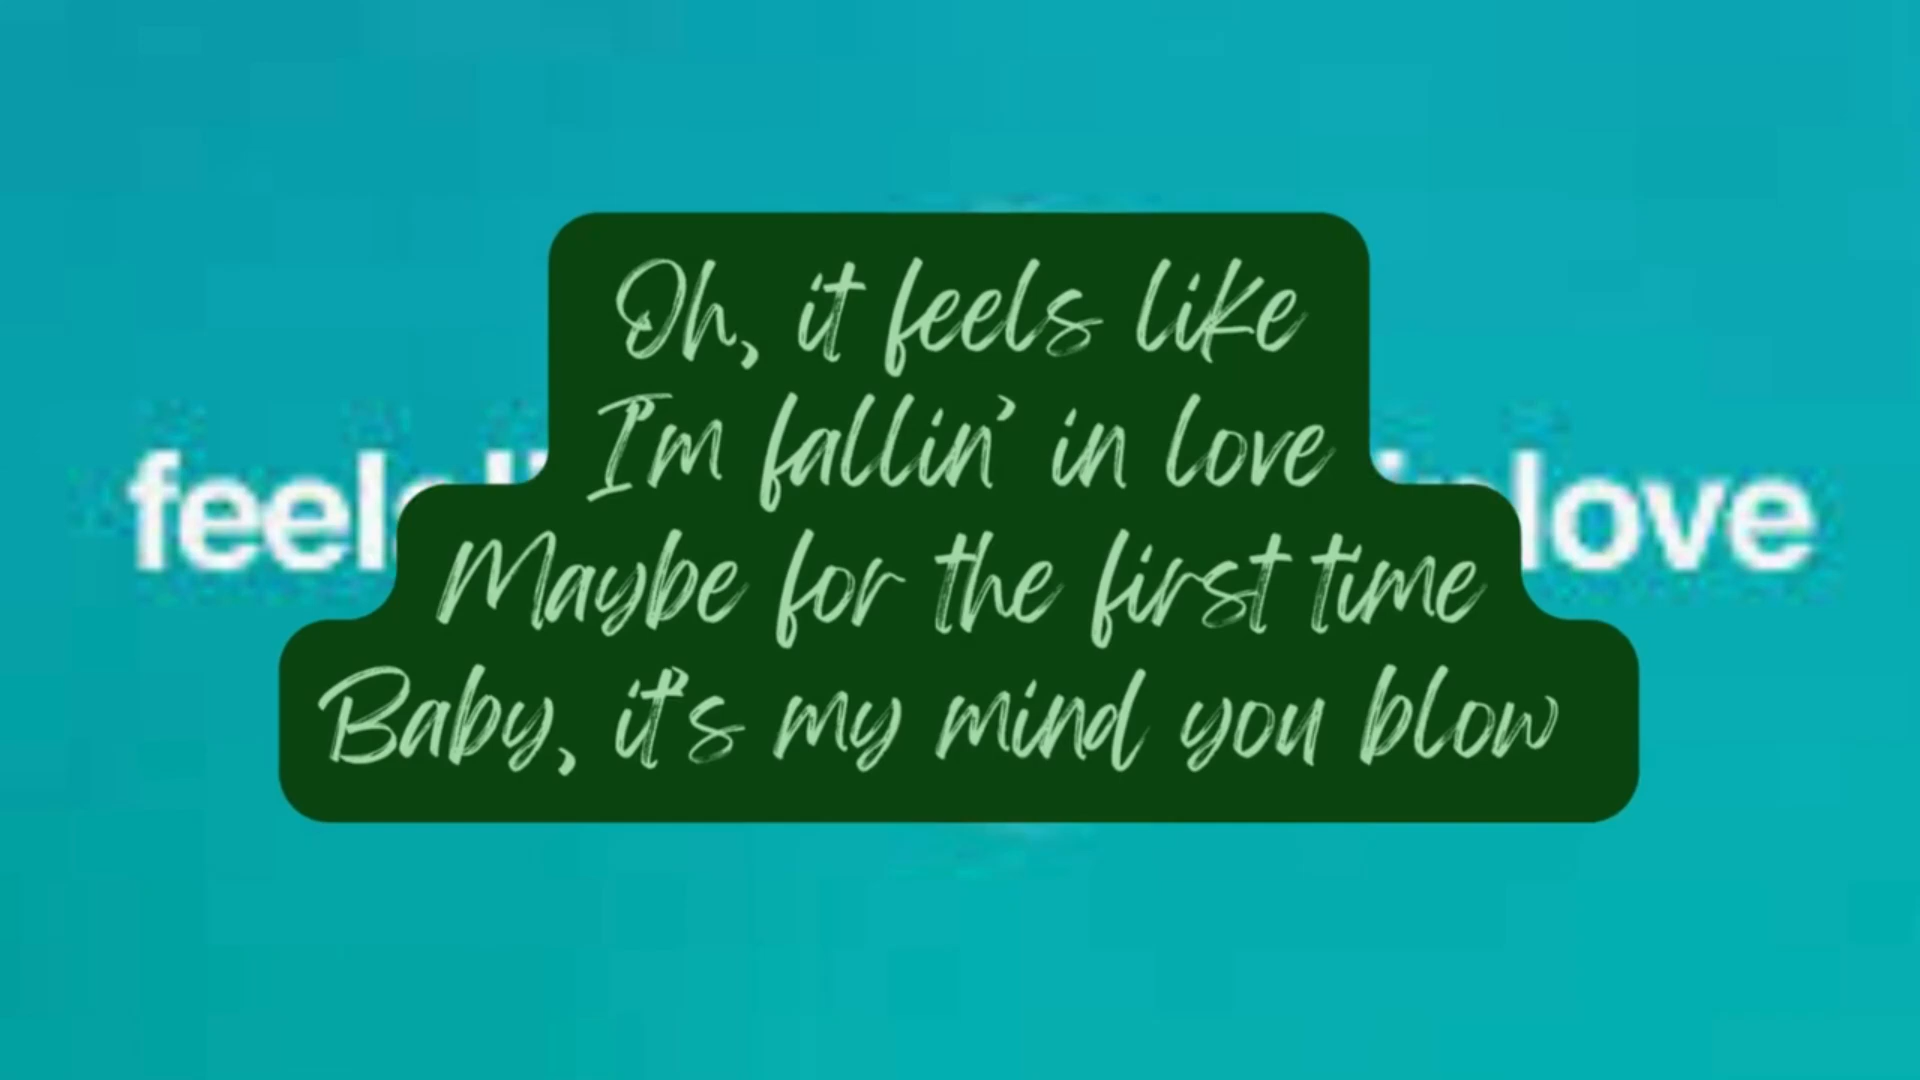 Oh, it feels like
I'm fallin' in love
Maybe for the first time
Baby, it's my mind you blow
love